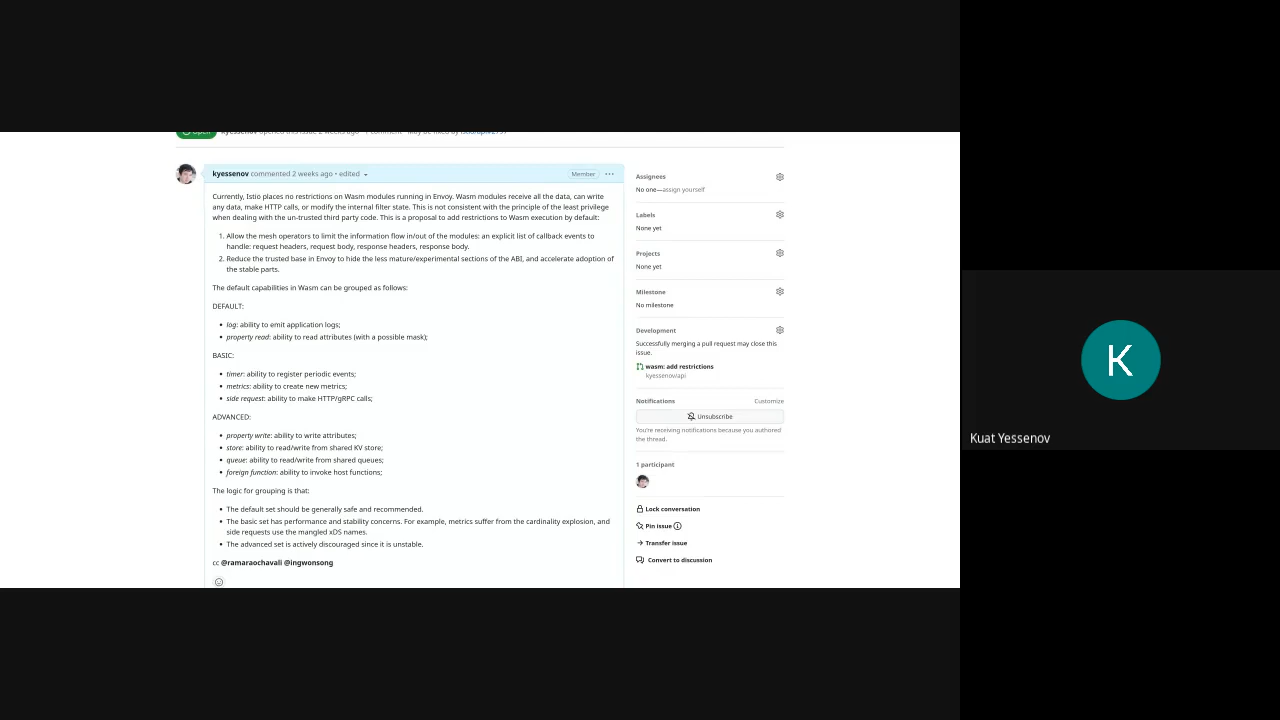 kyessenov opened this issue 2 weeks ago · 1 comment · May be fixed by
kyessenov commented 2 weeks ago • edited
Member
Currently, Istio places no restrictions on Wasm modules running in Envoy. Wasm modules receive all the data, can write
any data, make HTTP calls, or modify the internal filter state. This is not consistent with the principle of the least privilege
when dealing with the un-trusted third party code. This is a proposal to add restrictions to Wasm execution by default:
1. Allow the mesh operators to limit the information flow in/out of the modules: an explicit list of callback events to
handle: request headers, request body, response headers, response body.
2. Reduce the trusted base in Envoy to hide the less mature/experimental sections of the ABI, and accelerate adoption of
the stable parts.
The default capabilities in Wasm can be grouped as follows:
DEFAULT:
• log: ability to emit application logs;
• property read: ability to read attributes (with a possible mask);
BASIC:
• timer: ability to register periodic events;
• metrics: ability to create new metrics;
• side request: ability to make HTTP/gRPC calls;
ADVANCED:
• property write: ability to write attributes;
• store: ability to read/write from shared KV store;
• queue: ability to read/write from shared queues;
• foreign function: ability to invoke host functions;
The logic for grouping is that:
• The default set should be generally safe and recommended.
• The basic set has performance and stability concerns. For example, metrics suffer from the cardinality explosion, and
side requests use the mangled xDS names.
• The advanced set is actively discouraged since it is unstable.
cc @ramaraochavali @ingwonsong
Assignees
No one—assign yourself
Labels
None yet
Projects
None yet
Milestone
No milestone
Development
Successfully merging a pull request may close this
issue.
wasm: add restrictions
kyessenov/api
Notifications
Customize
Unsubscribe
You're receiving notifications because you authored
the thread.
1 participant
Lock conversation
Pin issue
Transfer issue
Convert to discussion
K
Kuat Yessenov